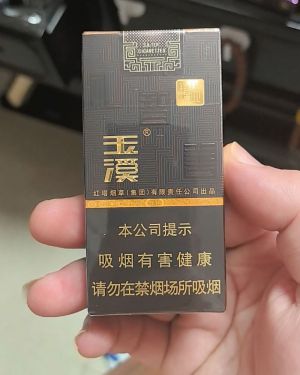 CIGARETTES
玉溪®
红塔烟草(集团)有限责任公司出品
本公司提示
吸烟有害健康
请勿在禁烟场所吸烟